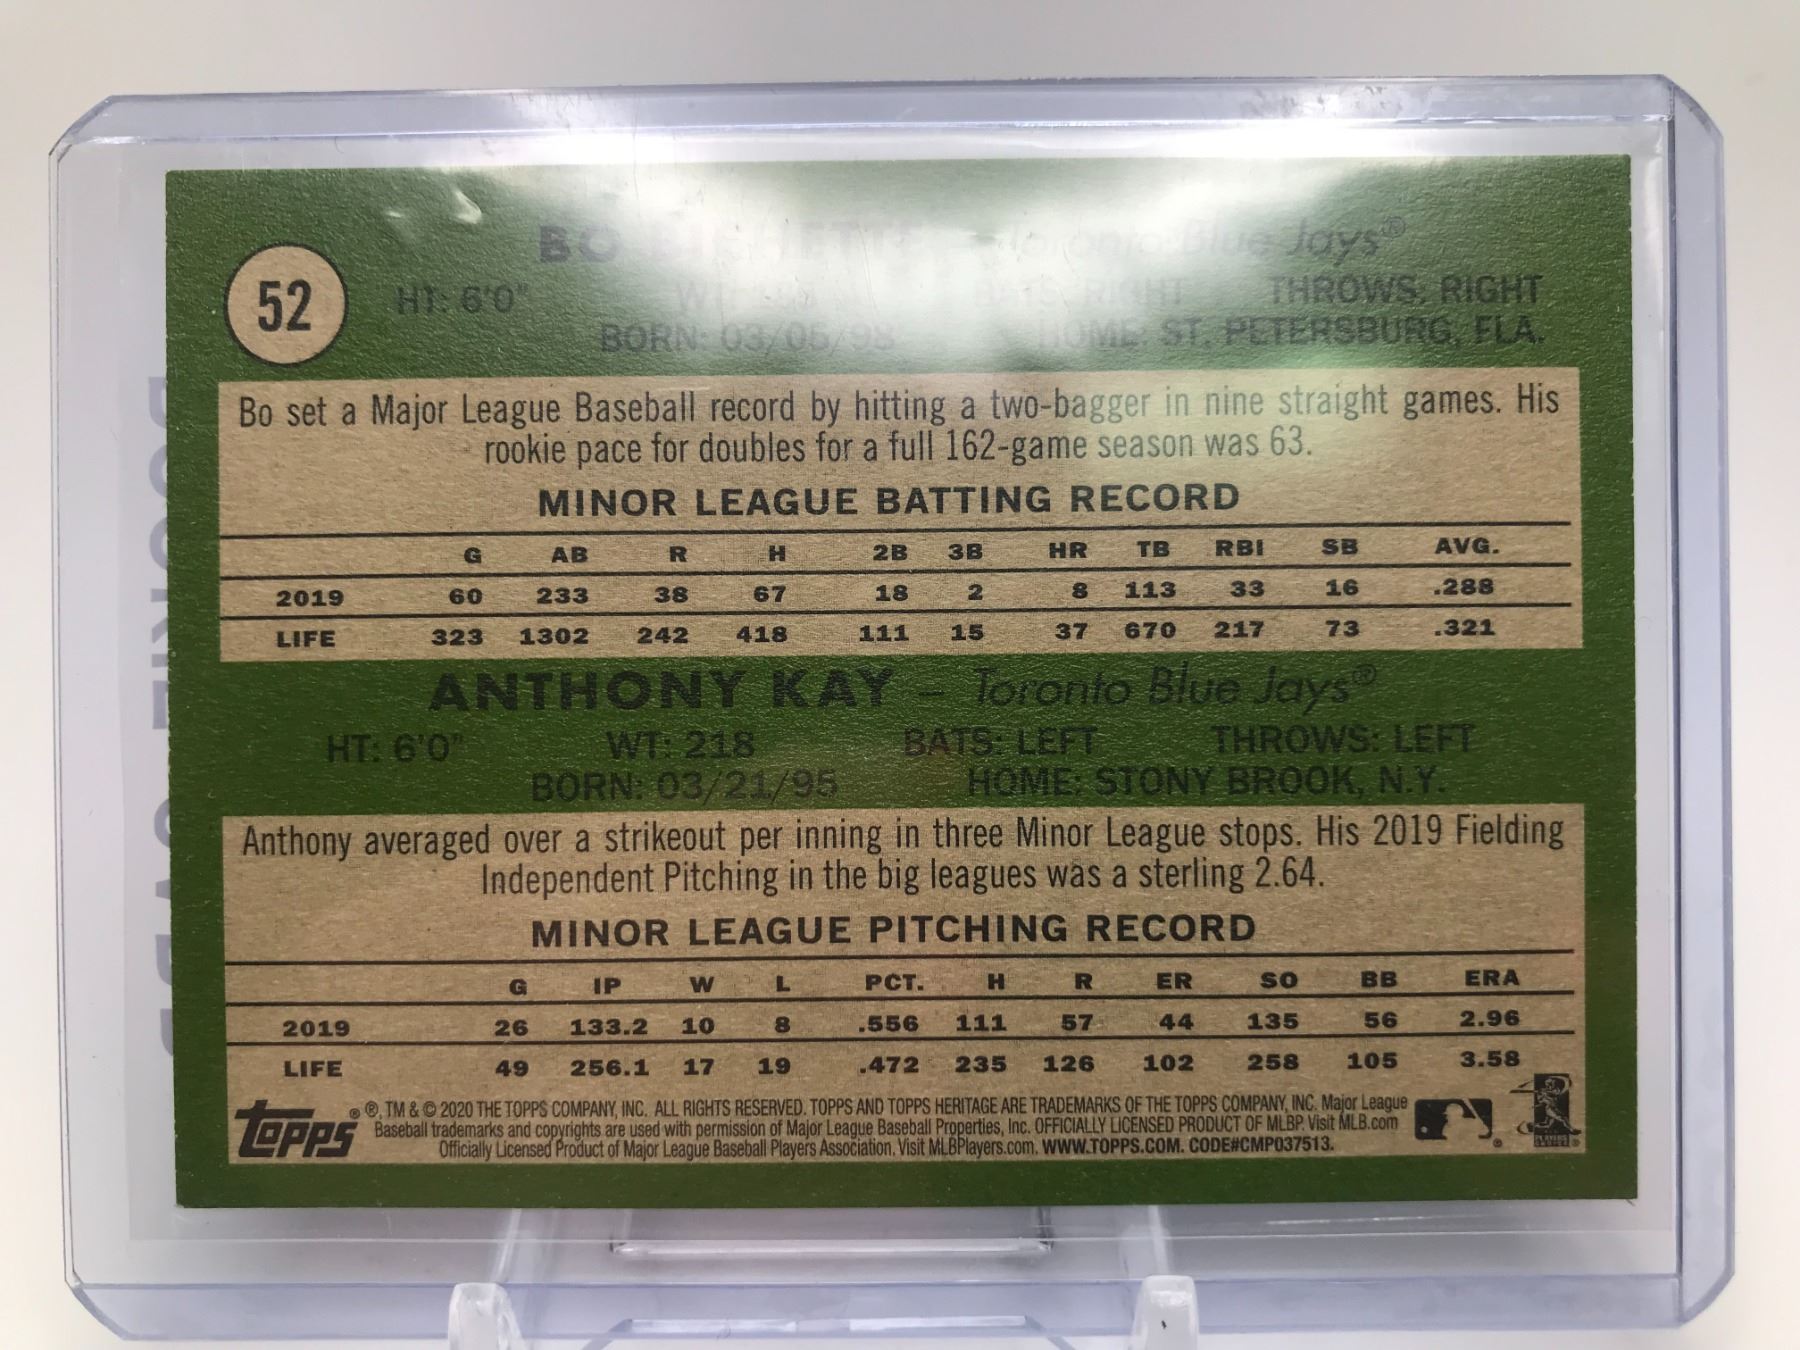 52
BO BICHETTE – Toronto Blue Jays®
HT: 6'0" BATS: RIGHT THROWS: RIGHT
BORN: 03/05/98 HOME: ST. PETERSBURG, FLA.
Bo set a Major League Baseball record by hitting a two-bagger in nine straight games. His
rookie pace for doubles for a full 162-game season was 63.
MINOR LEAGUE BATTING RECORD
G AB R H 2B 3B HR TB RBI SB AVG.
2019 60 233 38 67 18 2 8 113 33 16 .288
LIFE 323 1302 242 418 111 15 37 670 217 73 .321
ANTHONY KAY – Toronto Blue Jays®
HT: 6'0" WT: 218 BATS: LEFT THROWS: LEFT
BORN: 03/21/95 HOME: STONY BROOK, N.Y.
Anthony averaged over a strikeout per inning in three Minor League stops. His 2019 Fielding
Independent Pitching in the big leagues was a sterling 2.64.
MINOR LEAGUE PITCHING RECORD
G IP W L PCT. H R ER SO BB ERA
2019 26 133.2 10 8 .556 111 57 44 135 56 2.96
LIFE 49 256.1 17 19 .472 235 126 102 258 105 3.58
topps ® ®, TM & © 2020 THE TOPPS COMPANY, INC. ALL RIGHTS RESERVED. TOPPS AND TOPPS HERITAGE ARE TRADEMARKS OF THE TOPPS COMPANY, INC. Major League
Baseball trademarks and copyrights are used with permission of Major League Baseball Properties, Inc. OFFICIALLY LICENSED PRODUCT OF MLBP. Visit MLB.com
Officially Licensed Product of Major League Baseball Players Association. Visit MLBPlayers.com. WWW.TOPPS.COM. CODE#CMP037513.